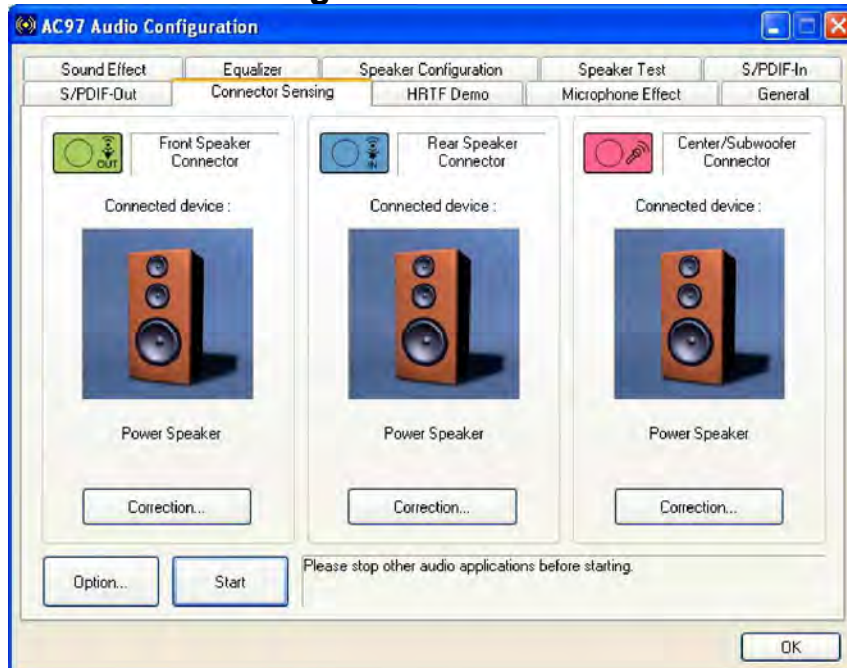 AC97 Audio Configuration
Sound Effect Equalizer Speaker Configuration Speaker Test S/PDIF-In
S/PDIF-Out Connector Sensing HRTF Demo Microphone Effect General
OUT
Front Speaker
Connector
IN
Rear Speaker
Connector
Center/Subwoofer
Connector
Connected device : Connected device : Connected device :
Power Speaker Power Speaker Power Speaker
Correction... Correction... Correction...
Option... Start Please stop other audio applications before starting.
OK